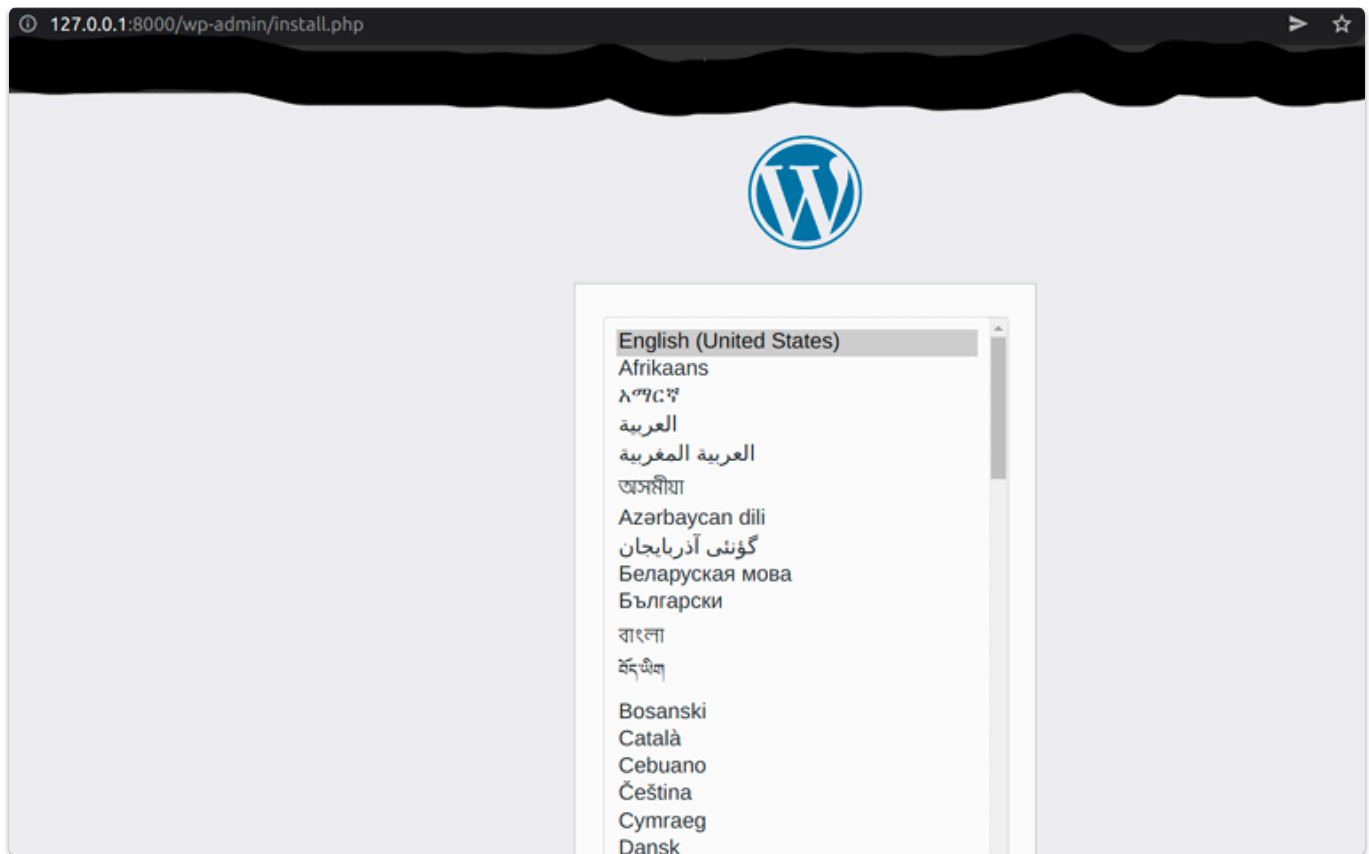 127.0.0.1:8000/wp-admin/install.php
English (United States)
Afrikaans
አማርኛ
العربية
العربية المغربية
অসমীয়া
Azərbaycan dili
گؤنئی آذربایجان
Беларуская мова
Български
বাংলা
བོད་ཡིག
Bosanski
Català
Cebuano
Čeština
Cymraeg
Dansk